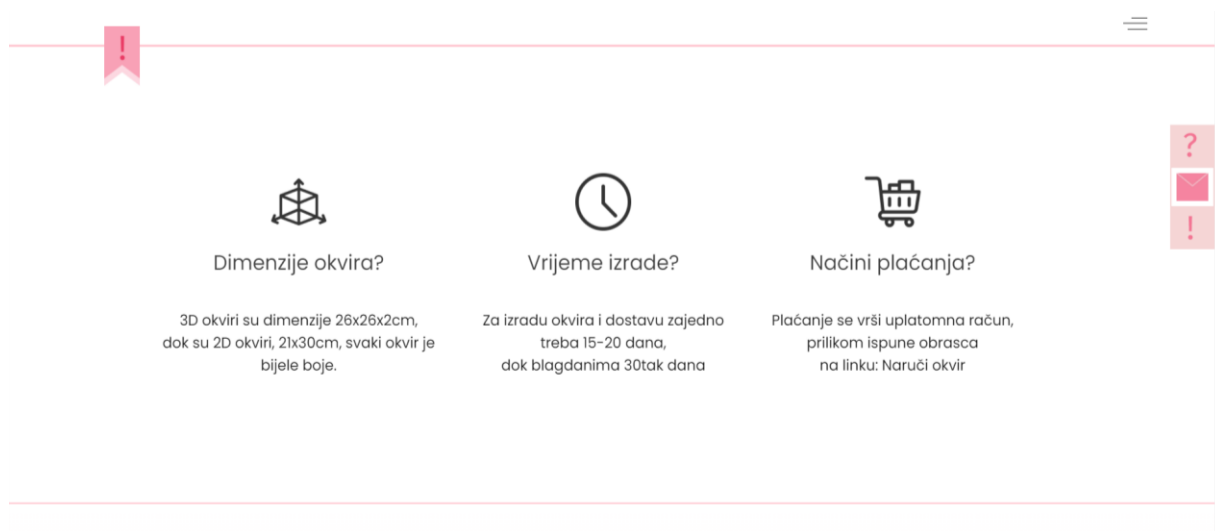 !
?
!
Dimenzije okvira?
3D okviri su dimenzije 26x26x2cm,
dok su 2D okviri, 21x30cm, svaki okvir je
bijele boje.
Vrijeme izrade?
Za izradu okvira i dostavu zajedno
treba 15-20 dana,
dok blagdanima 30tak dana
Načini plaćanja?
Plaćanje se vrši uplatomna račun,
prilikom ispune obrasca
na linku: Naruči okvir